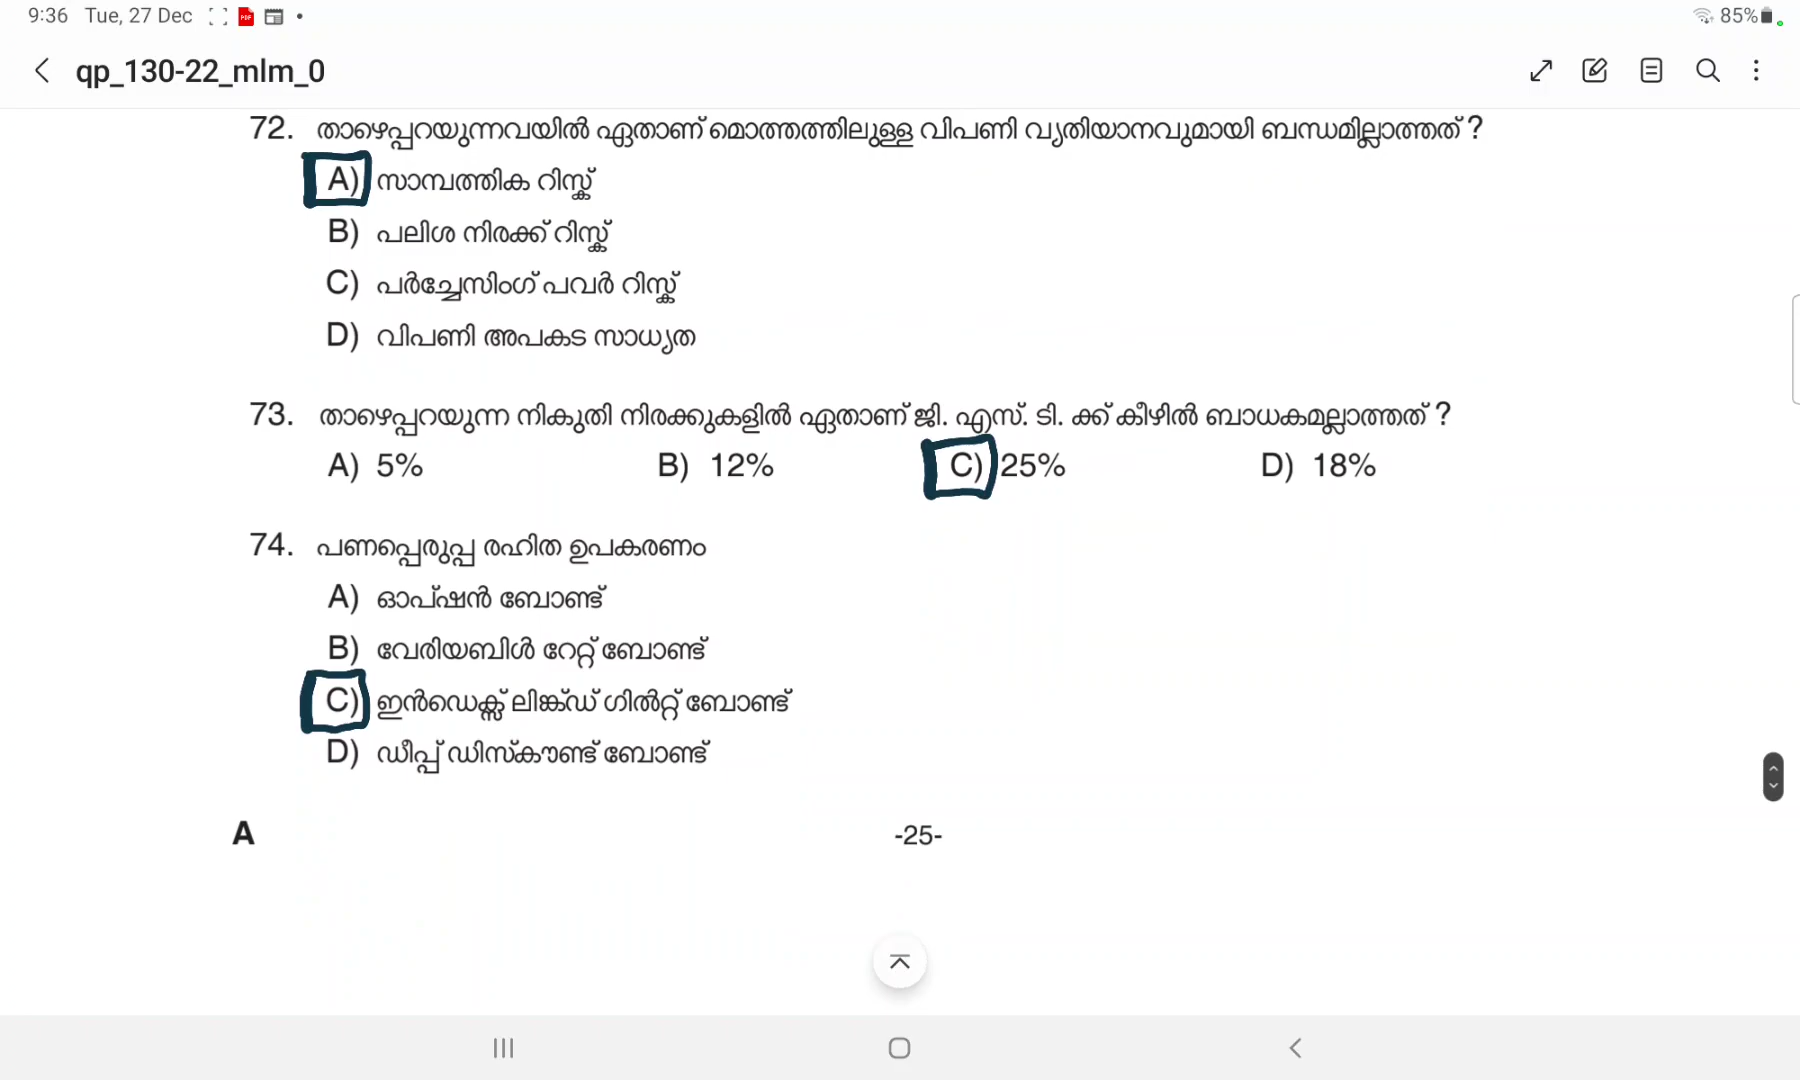 9:36 Tue, 27 Dec 85%
qp_130-22_mlm_0
72. താഴെപ്പറയുന്നവയിൽ ഏതാണ് മൊത്തത്തിലുള്ള വിപണി വ്യതിയാനവുമായി ബന്ധമില്ലാത്തത് ?
A) സാമ്പത്തിക റിസ്ക്
B) പലിശ നിരക്ക് റിസ്ക്
C) പർച്ചേസിംഗ് പവർ റിസ്ക്
D) വിപണി അപകട സാധ്യത
73. താഴെപ്പറയുന്ന നികുതി നിരക്കുകളിൽ ഏതാണ് ജി. എസ്. ടി. ക്ക് കീഴിൽ ബാധകമല്ലാത്തത് ?
A) 5% B) 12% C) 25% D) 18%
74. പണപ്പെരുപ്പ രഹിത ഉപകരണം
A) ഓപ്ഷൻ ബോണ്ട്
B) വേരിയബിൾ റേറ്റ് ബോണ്ട്
C) ഇൻഡെക്സ് ലിങ്ക്ഡ് ഗിൽറ്റ് ബോണ്ട്
D) ഡീപ്പ് ഡിസ്കൗണ്ട് ബോണ്ട്
A -25-